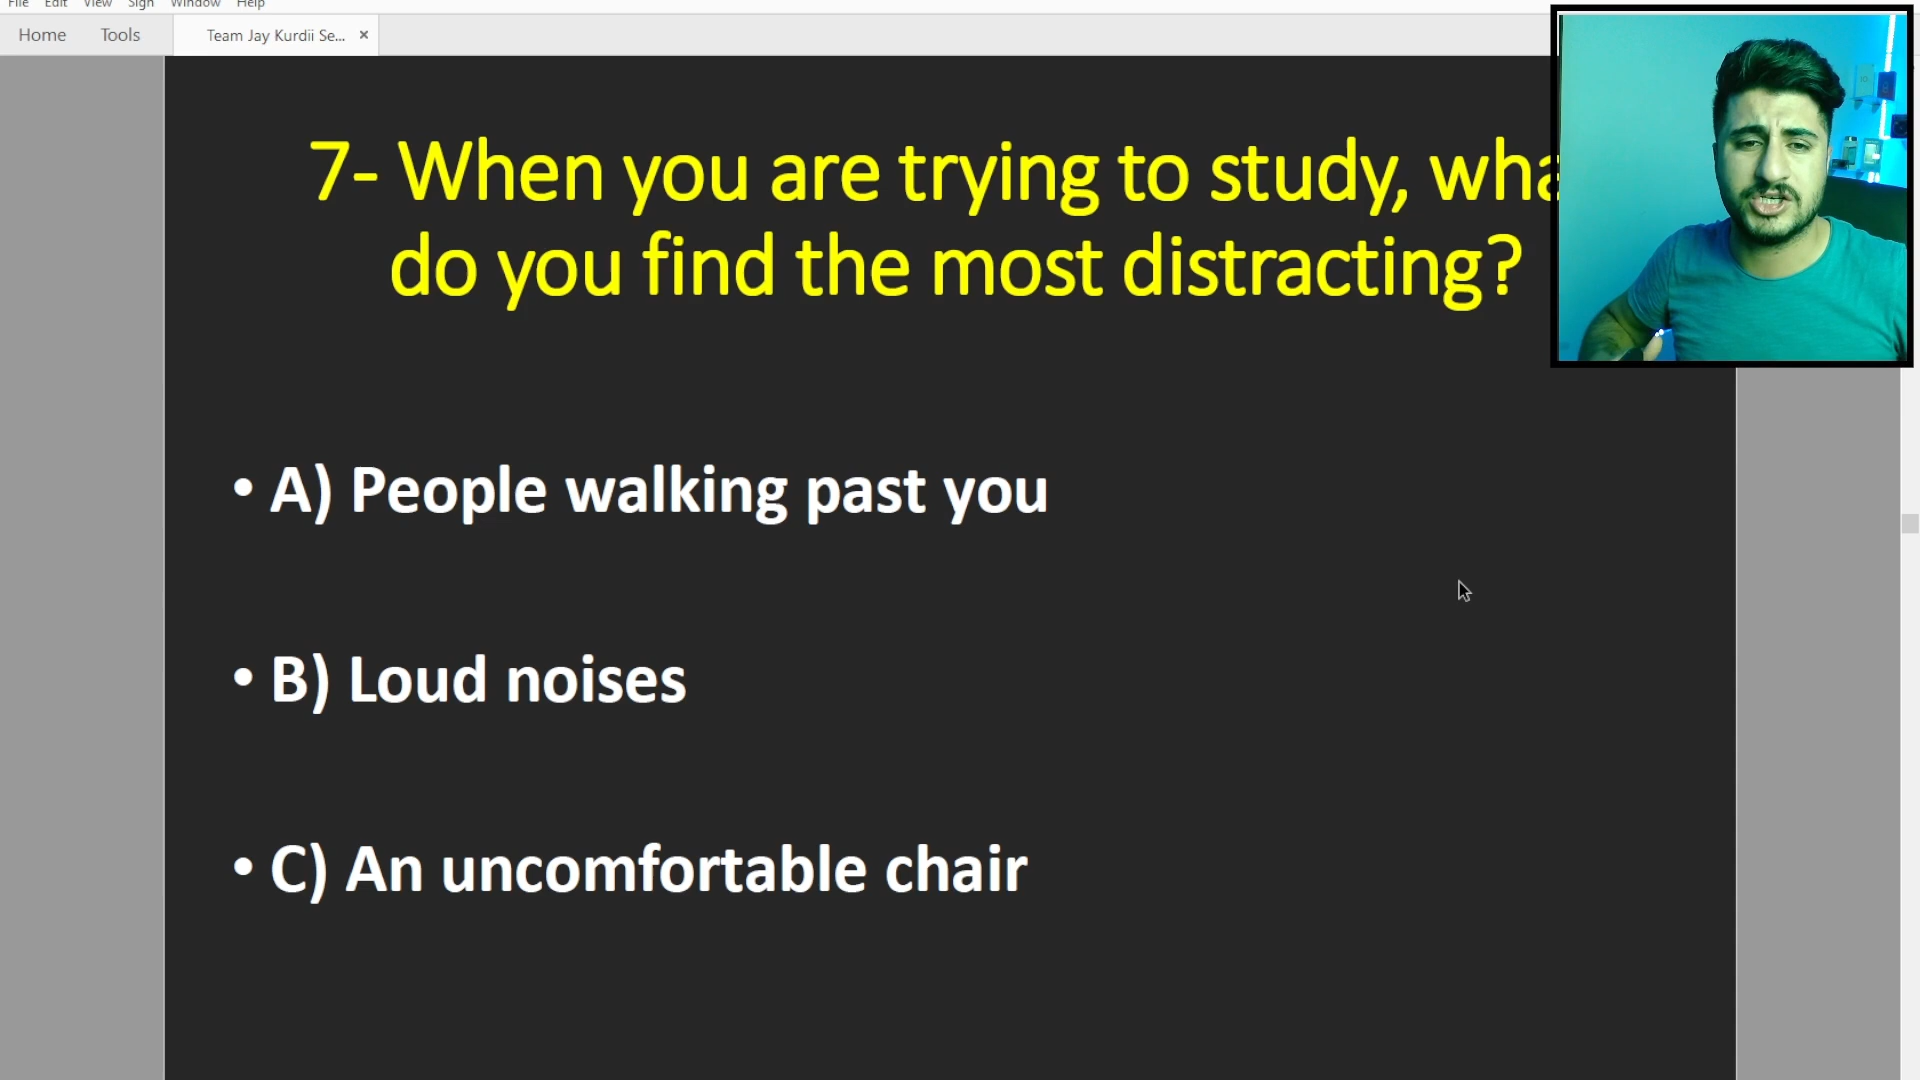 File Edit View Sign Window Help
Home Tools Team Jay Kurdii Se... ×
7- When you are trying to study,
do you find the most distracting?
• A) People walking past you
• B) Loud noises
• C) An uncomfortable chair